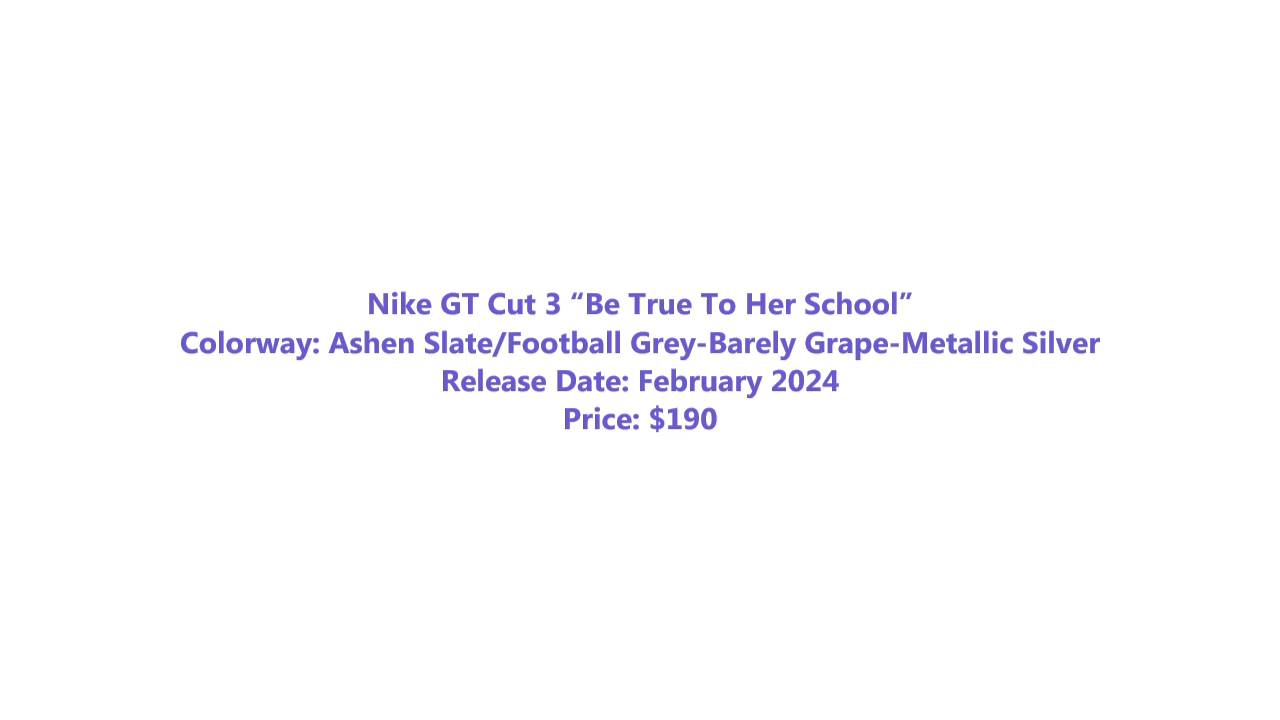 Nike GT Cut 3 “Be True To Her School”
Colorway: Ashen Slate/Football Grey-Barely Grape-Metallic Silver
Release Date: February 2024
Price: $190